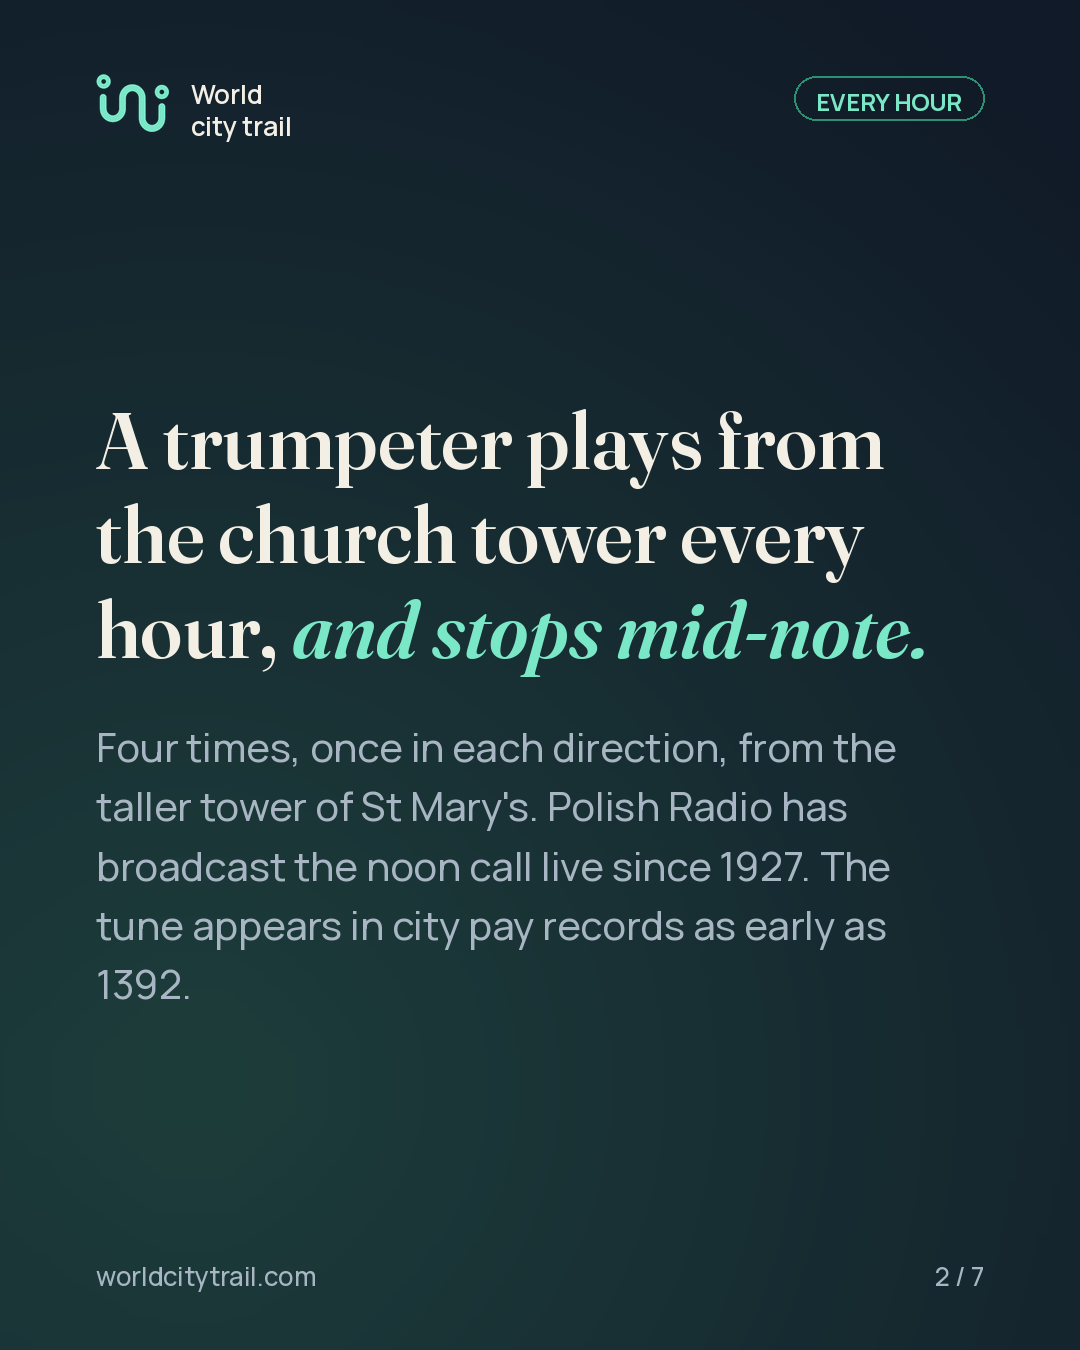 World
city trail
EVERY HOUR
A trumpeter plays from
the church tower every
hour, and stops mid-note.
Four times, once in each direction, from the
taller tower of St Mary's. Polish Radio has
broadcast the noon call live since 1927. The
tune appears in city pay records as early as
1392.
worldcitytrail.com
2 / 7